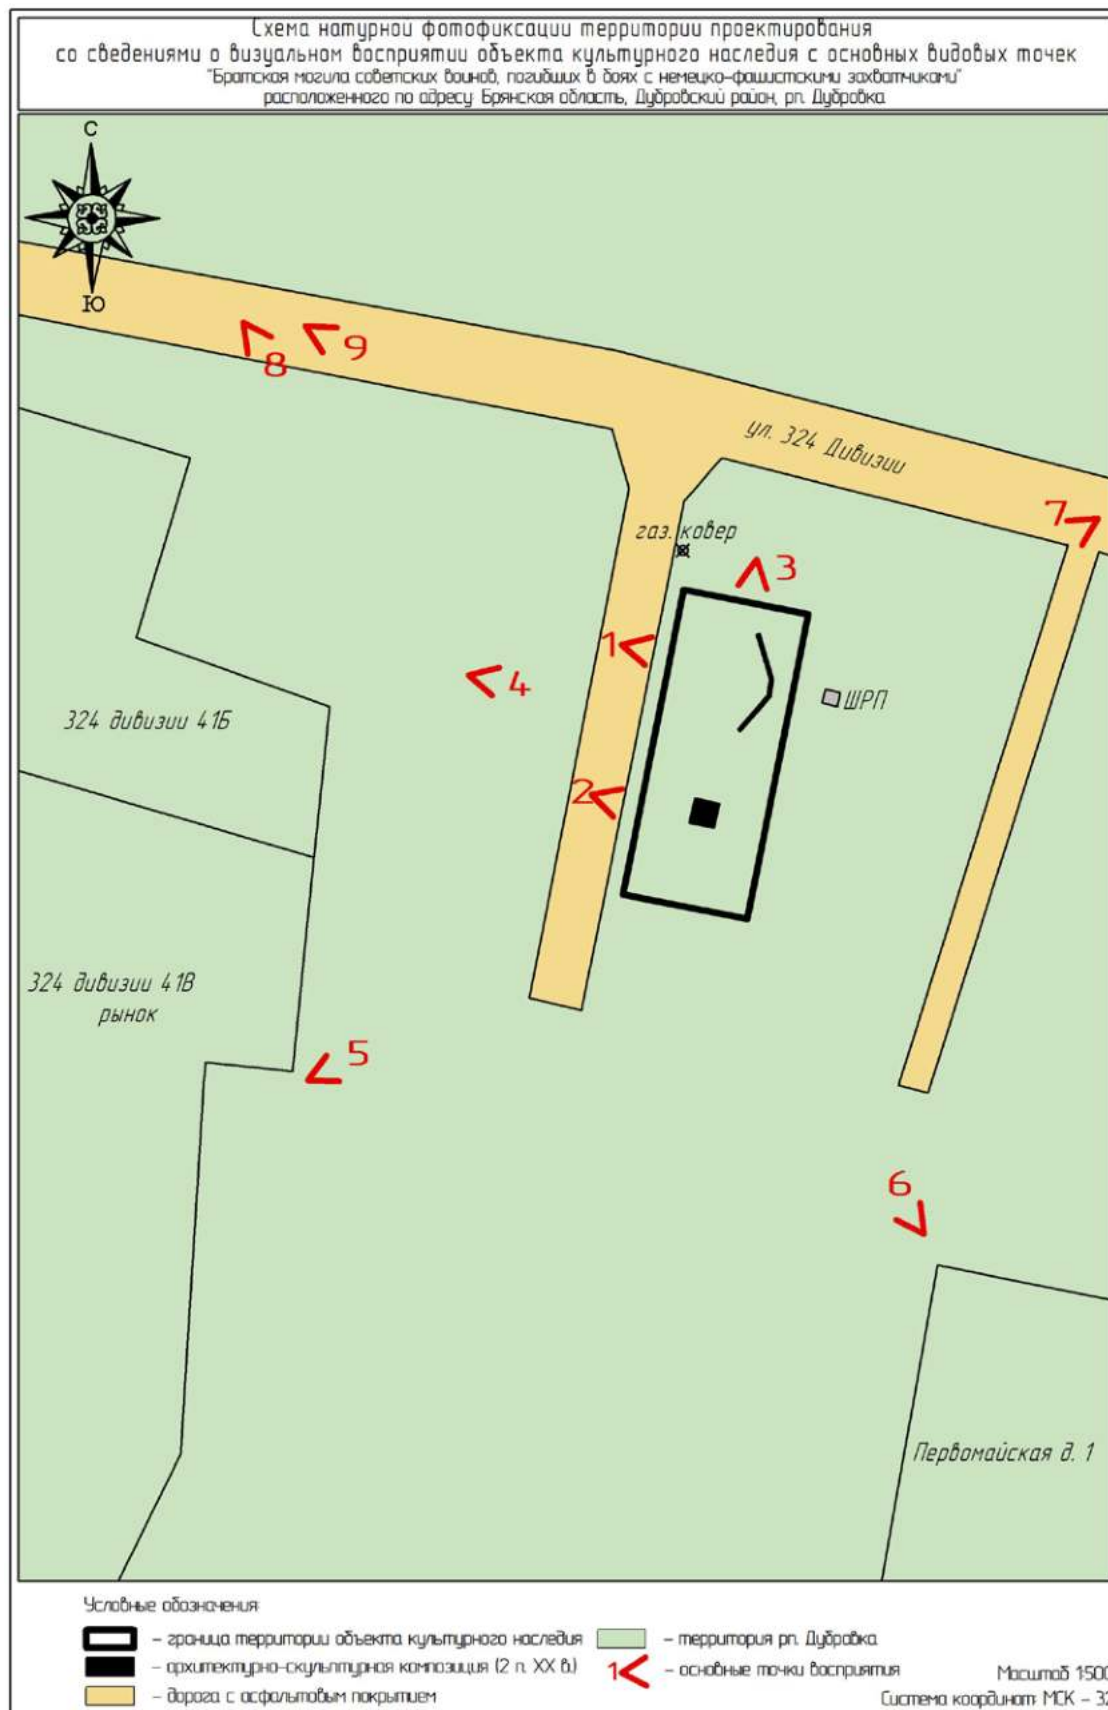 Схема натурной фотофиксации территории проектирования
со сведениями о визуальном восприятии объекта культурного наследия с основных видовых точек
"Братская могила советских воинов, погибших в боях с немецко-фашистскими захватчиками"
расположенного по адресу: Брянская область, Дубровский район, рп. Дубровка
С
Ю
8
9
ул. 324 Дивизии
7
газ. ковер
3
1
4
ШРП
324 дивизии 41Б
2
324 дивизии 41В
рынок
5
6
Первомайская д. 1
Условные обозначения:
– граница территории объекта культурного наследия
– территория рп. Дубровка
– архитектурно-скульптурная композиция (2 п. XX в.)
1
– основные точки восприятия
– дорога с асфальтовым покрытием
Масштаб 1:500
Система координат: МСК – 32